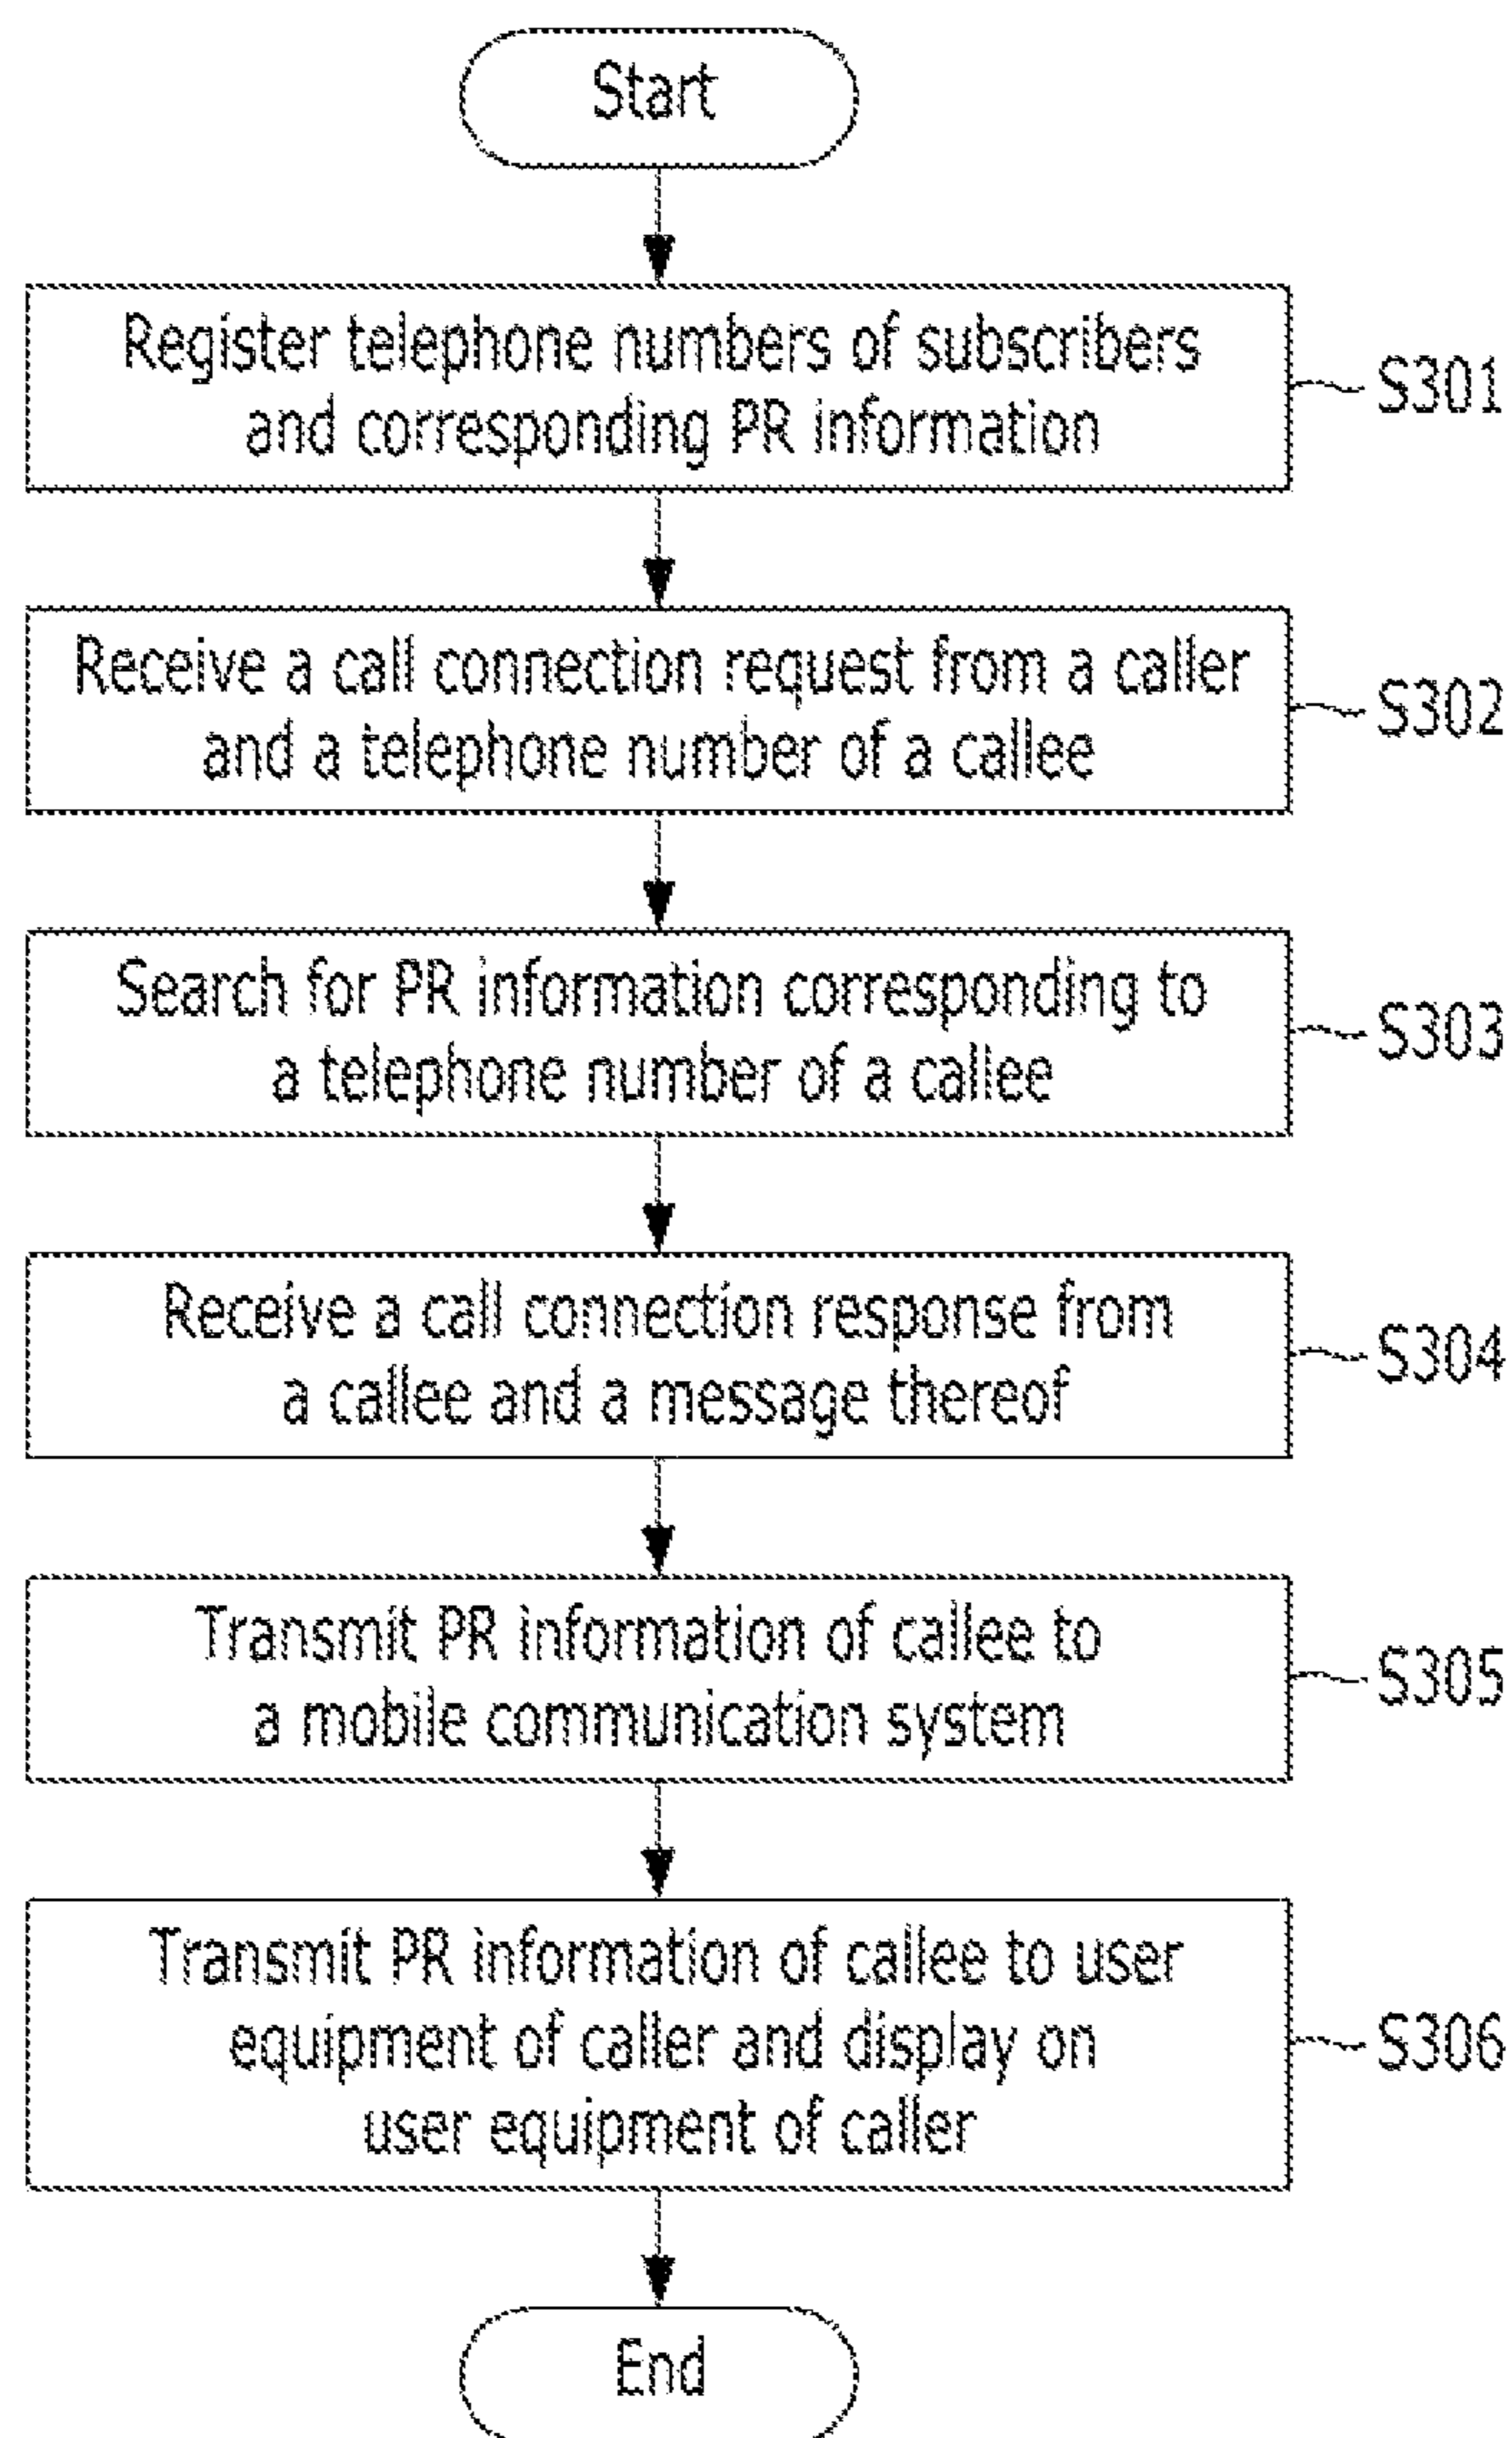 Start
Register telephone numbers of subscribers
and corresponding PR information
S301
Receive a call connection request from a caller
and a telephone number of a callee
S302
Search for PR information corresponding to
a telephone number of a callee
S303
Receive a call connection response from
a callee and a message thereof
S304
Transmit PR information of callee to
a mobile communication system
S305
Transmit PR information of callee to user
equipment of caller and display on
user equipment of caller
S306
End